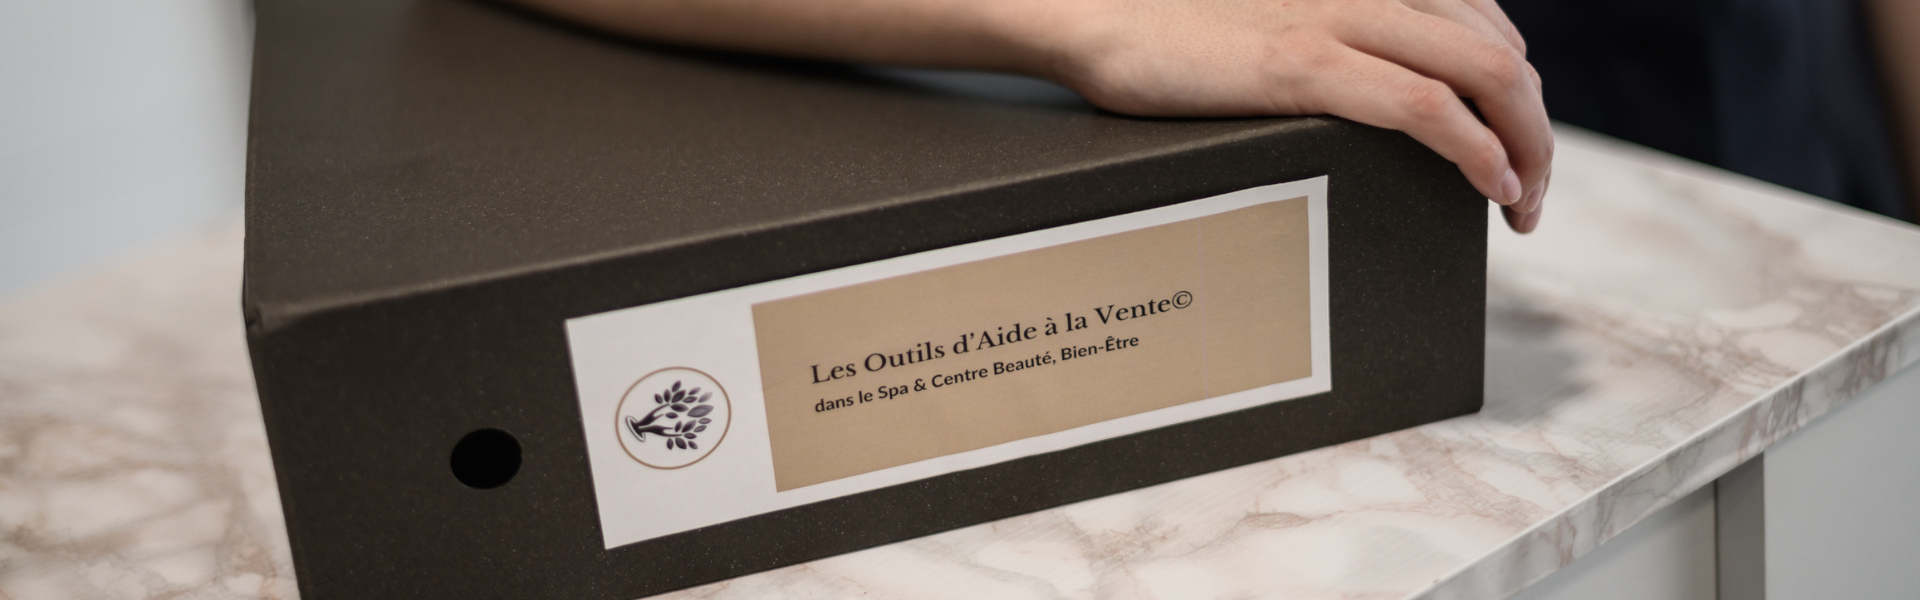 Les Outils d’Aide à la Vente©
dans le Spa & Centre Beauté, Bien-Être